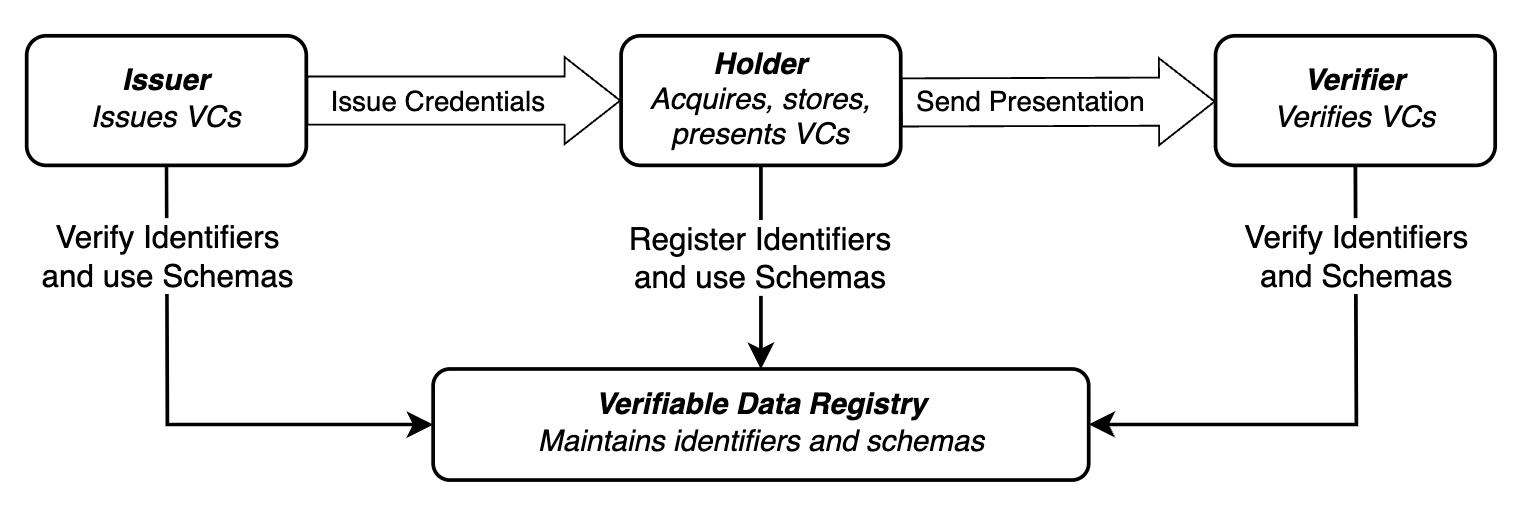 Issuer
Issues VCs
Issue Credentials
Holder
Acquires, stores,
presents VCs
Send Presentation
Verifier
Verifies VCs
Verify Identifiers
and use Schemas
Register Identifiers
and use Schemas
Verify Identifiers
and Schemas
Verifiable Data Registry
Maintains identifiers and schemas